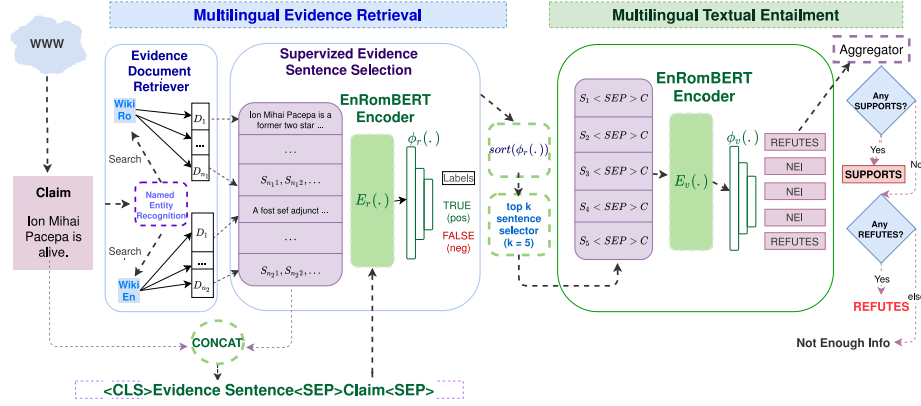 Multilingual Evidence Retrieval
Multilingual Textual Entailment
WWW
Evidence
Document
Retriever
Supervized Evidence
Sentence Selection
EnRomBERT
Encoder
Wiki
Ro
D1
...
Dn1
Search
Named
Entity
Recognition
Search
Wiki
En
D1
...
Dn2
Claim
Ion Mihai
Pacepa is
alive.
Ion Mihai Pacepa is a
former two star ...
...
Sn11, Sn12, ...
A fost sef adjunct ...
...
Sn21, Sn22, ...
Er(.)
ϕr(.)
Labels
TRUE
(pos)
FALSE
(neg)
sort(ϕr(.))
top k
sentence
selector
(k = 5)
S1 < SEP > C
S2 < SEP > C
S3 < SEP > C
S4 < SEP > C
S5 < SEP > C
EnRomBERT
Encoder
Ev(.)
ϕv(.)
REFUTES
NEI
NEI
NEI
REFUTES
Aggregator
Any
SUPPORTS?
Yes
No
SUPPORTS
Any
REFUTES?
Yes
else
REFUTES
Not Enough Info
CONCAT
<CLS>Evidence Sentence<SEP>Claim<SEP>